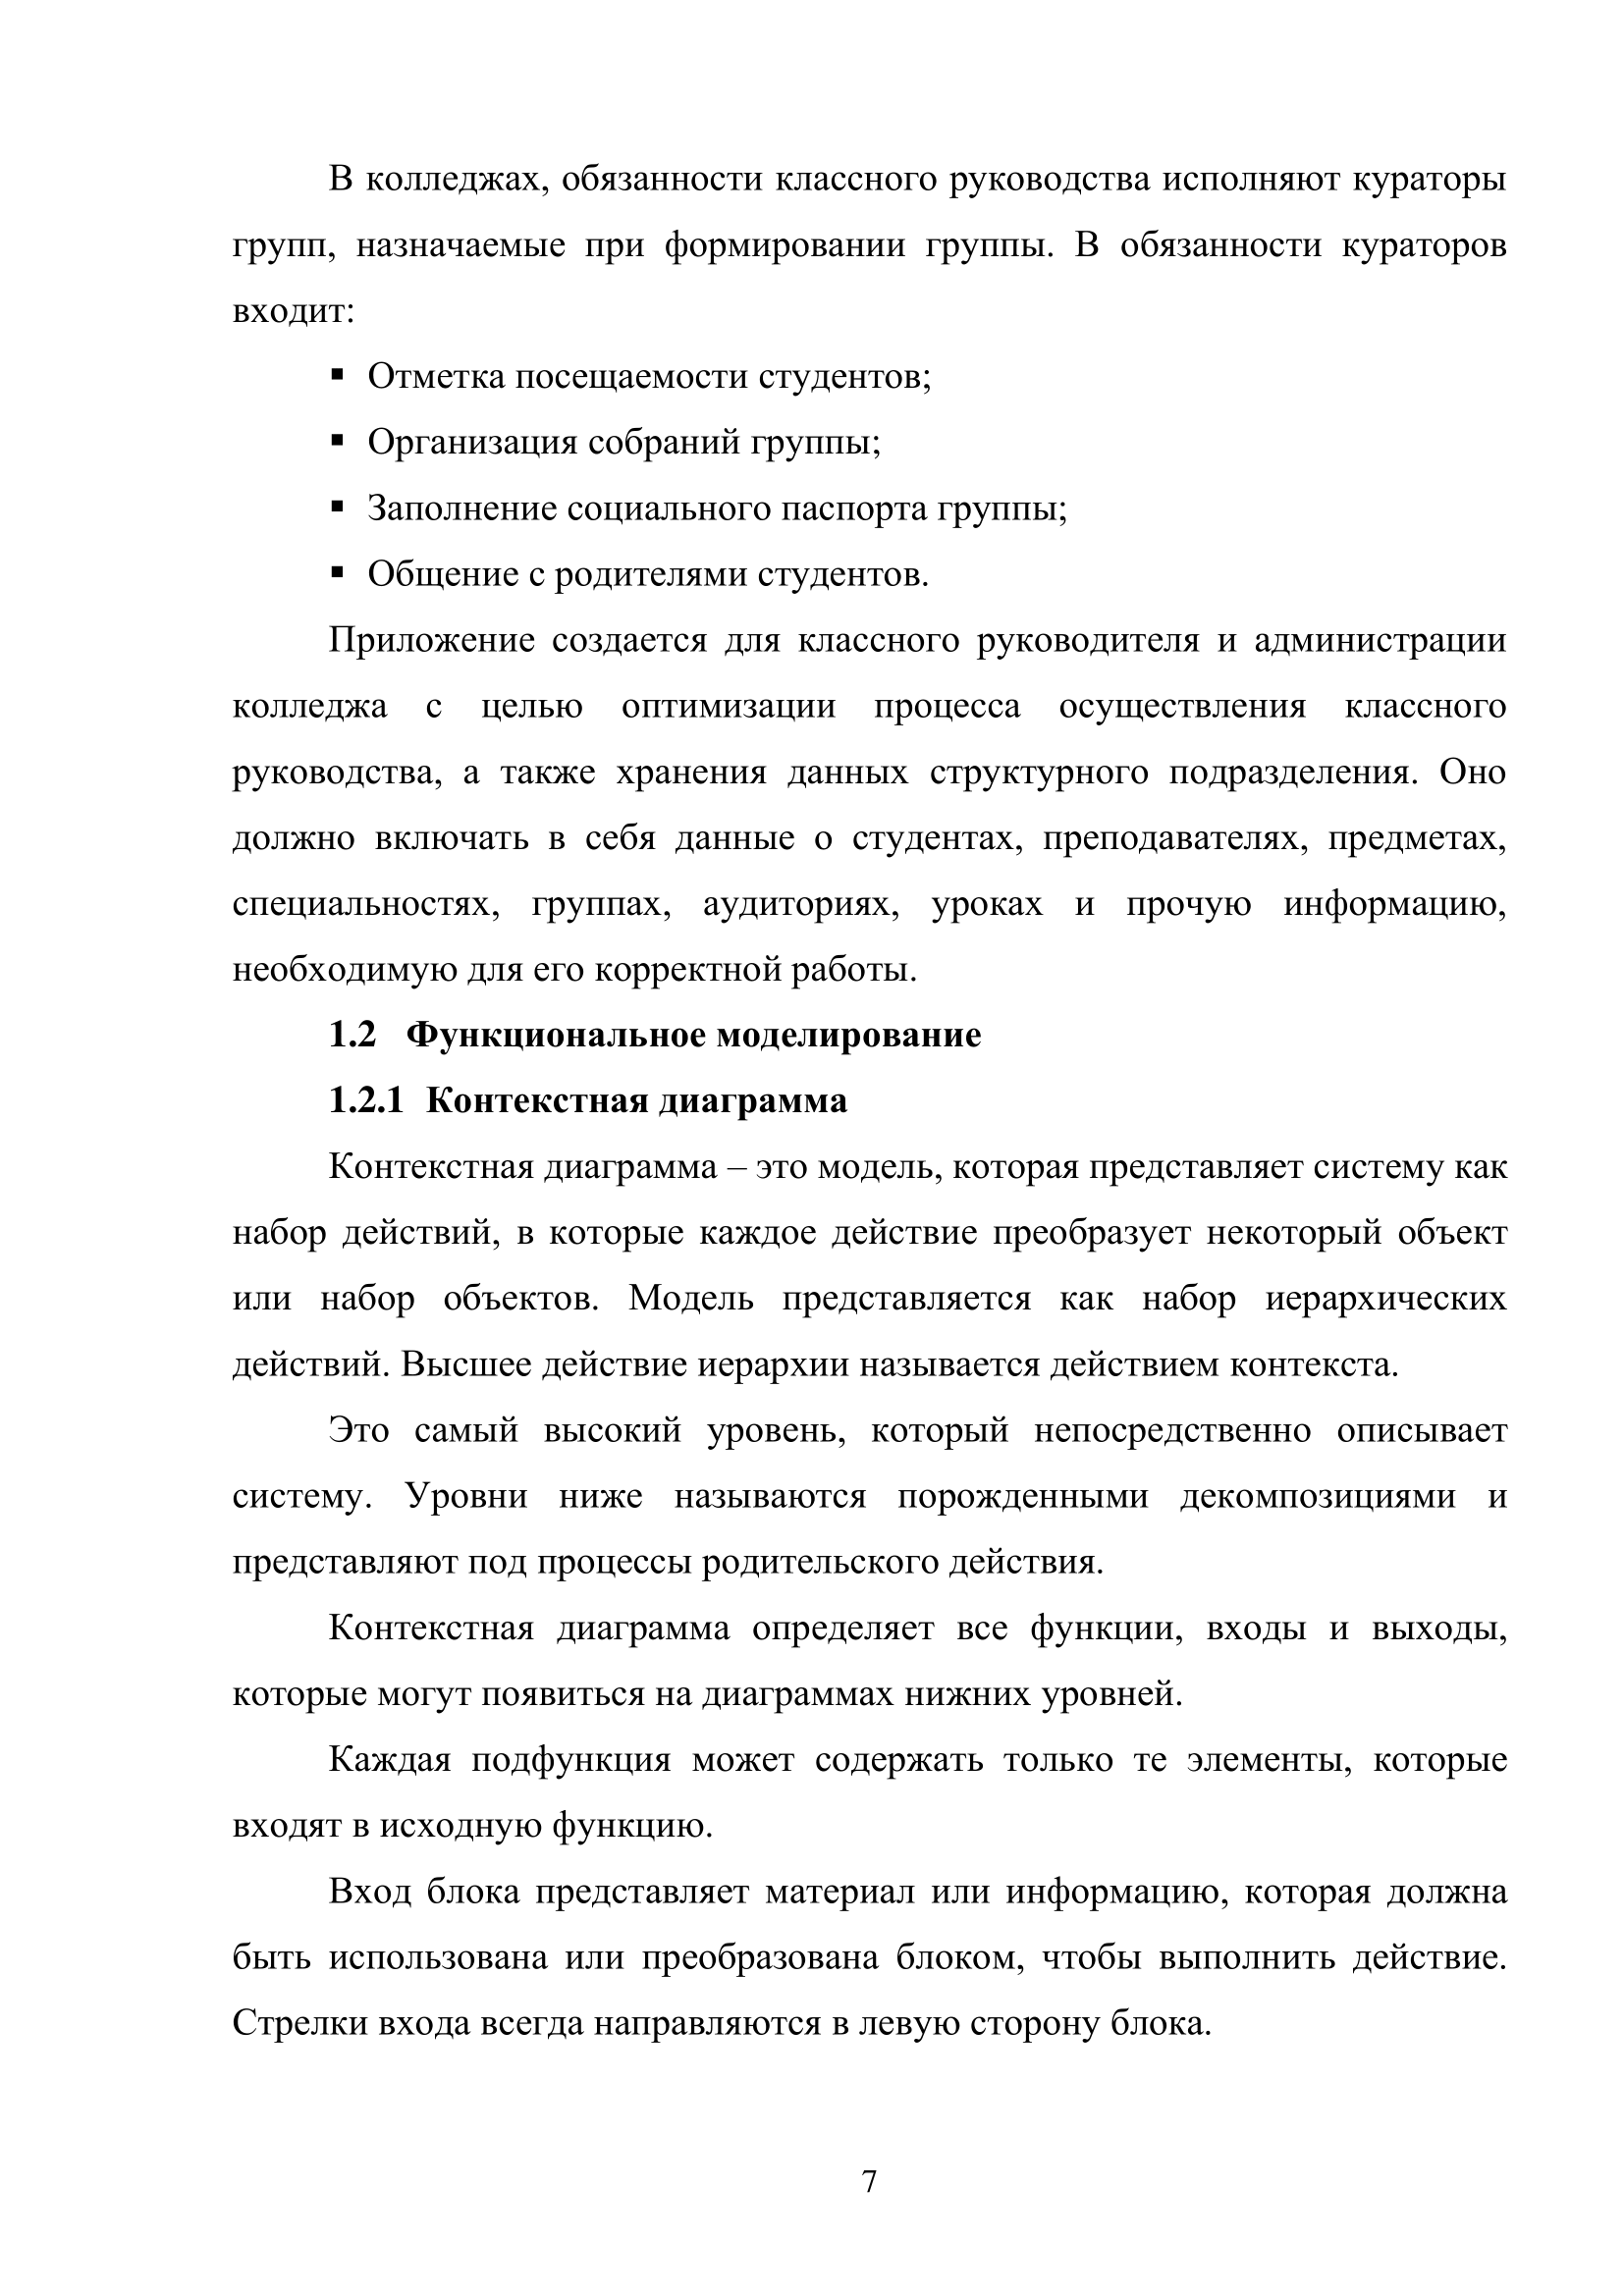 В колледжах, обязанности классного руководства исполняют кураторы
групп, назначаемые при формировании группы. В обязанности кураторов
входит:
▪ Отметка посещаемости студентов;
▪ Организация собраний группы;
▪ Заполнение социального паспорта группы;
▪ Общение с родителями студентов.
Приложение создается для классного руководителя и администрации
колледжа с целью оптимизации процесса осуществления классного
руководства, а также хранения данных структурного подразделения. Оно
должно включать в себя данные о студентах, преподавателях, предметах,
специальностях, группах, аудиториях, уроках и прочую информацию,
необходимую для его корректной работы.
1.2 Функциональное моделирование
1.2.1 Контекстная диаграмма
Контекстная диаграмма – это модель, которая представляет систему как
набор действий, в которые каждое действие преобразует некоторый объект
или набор объектов. Модель представляется как набор иерархических
действий. Высшее действие иерархии называется действием контекста.
Это самый высокий уровень, который непосредственно описывает
систему. Уровни ниже называются порожденными декомпозициями и
представляют под процессы родительского действия.
Контекстная диаграмма определяет все функции, входы и выходы,
которые могут появиться на диаграммах нижних уровней.
Каждая подфункция может содержать только те элементы, которые
входят в исходную функцию.
Вход блока представляет материал или информацию, которая должна
быть использована или преобразована блоком, чтобы выполнить действие.
Стрелки входа всегда направляются в левую сторону блока.
7